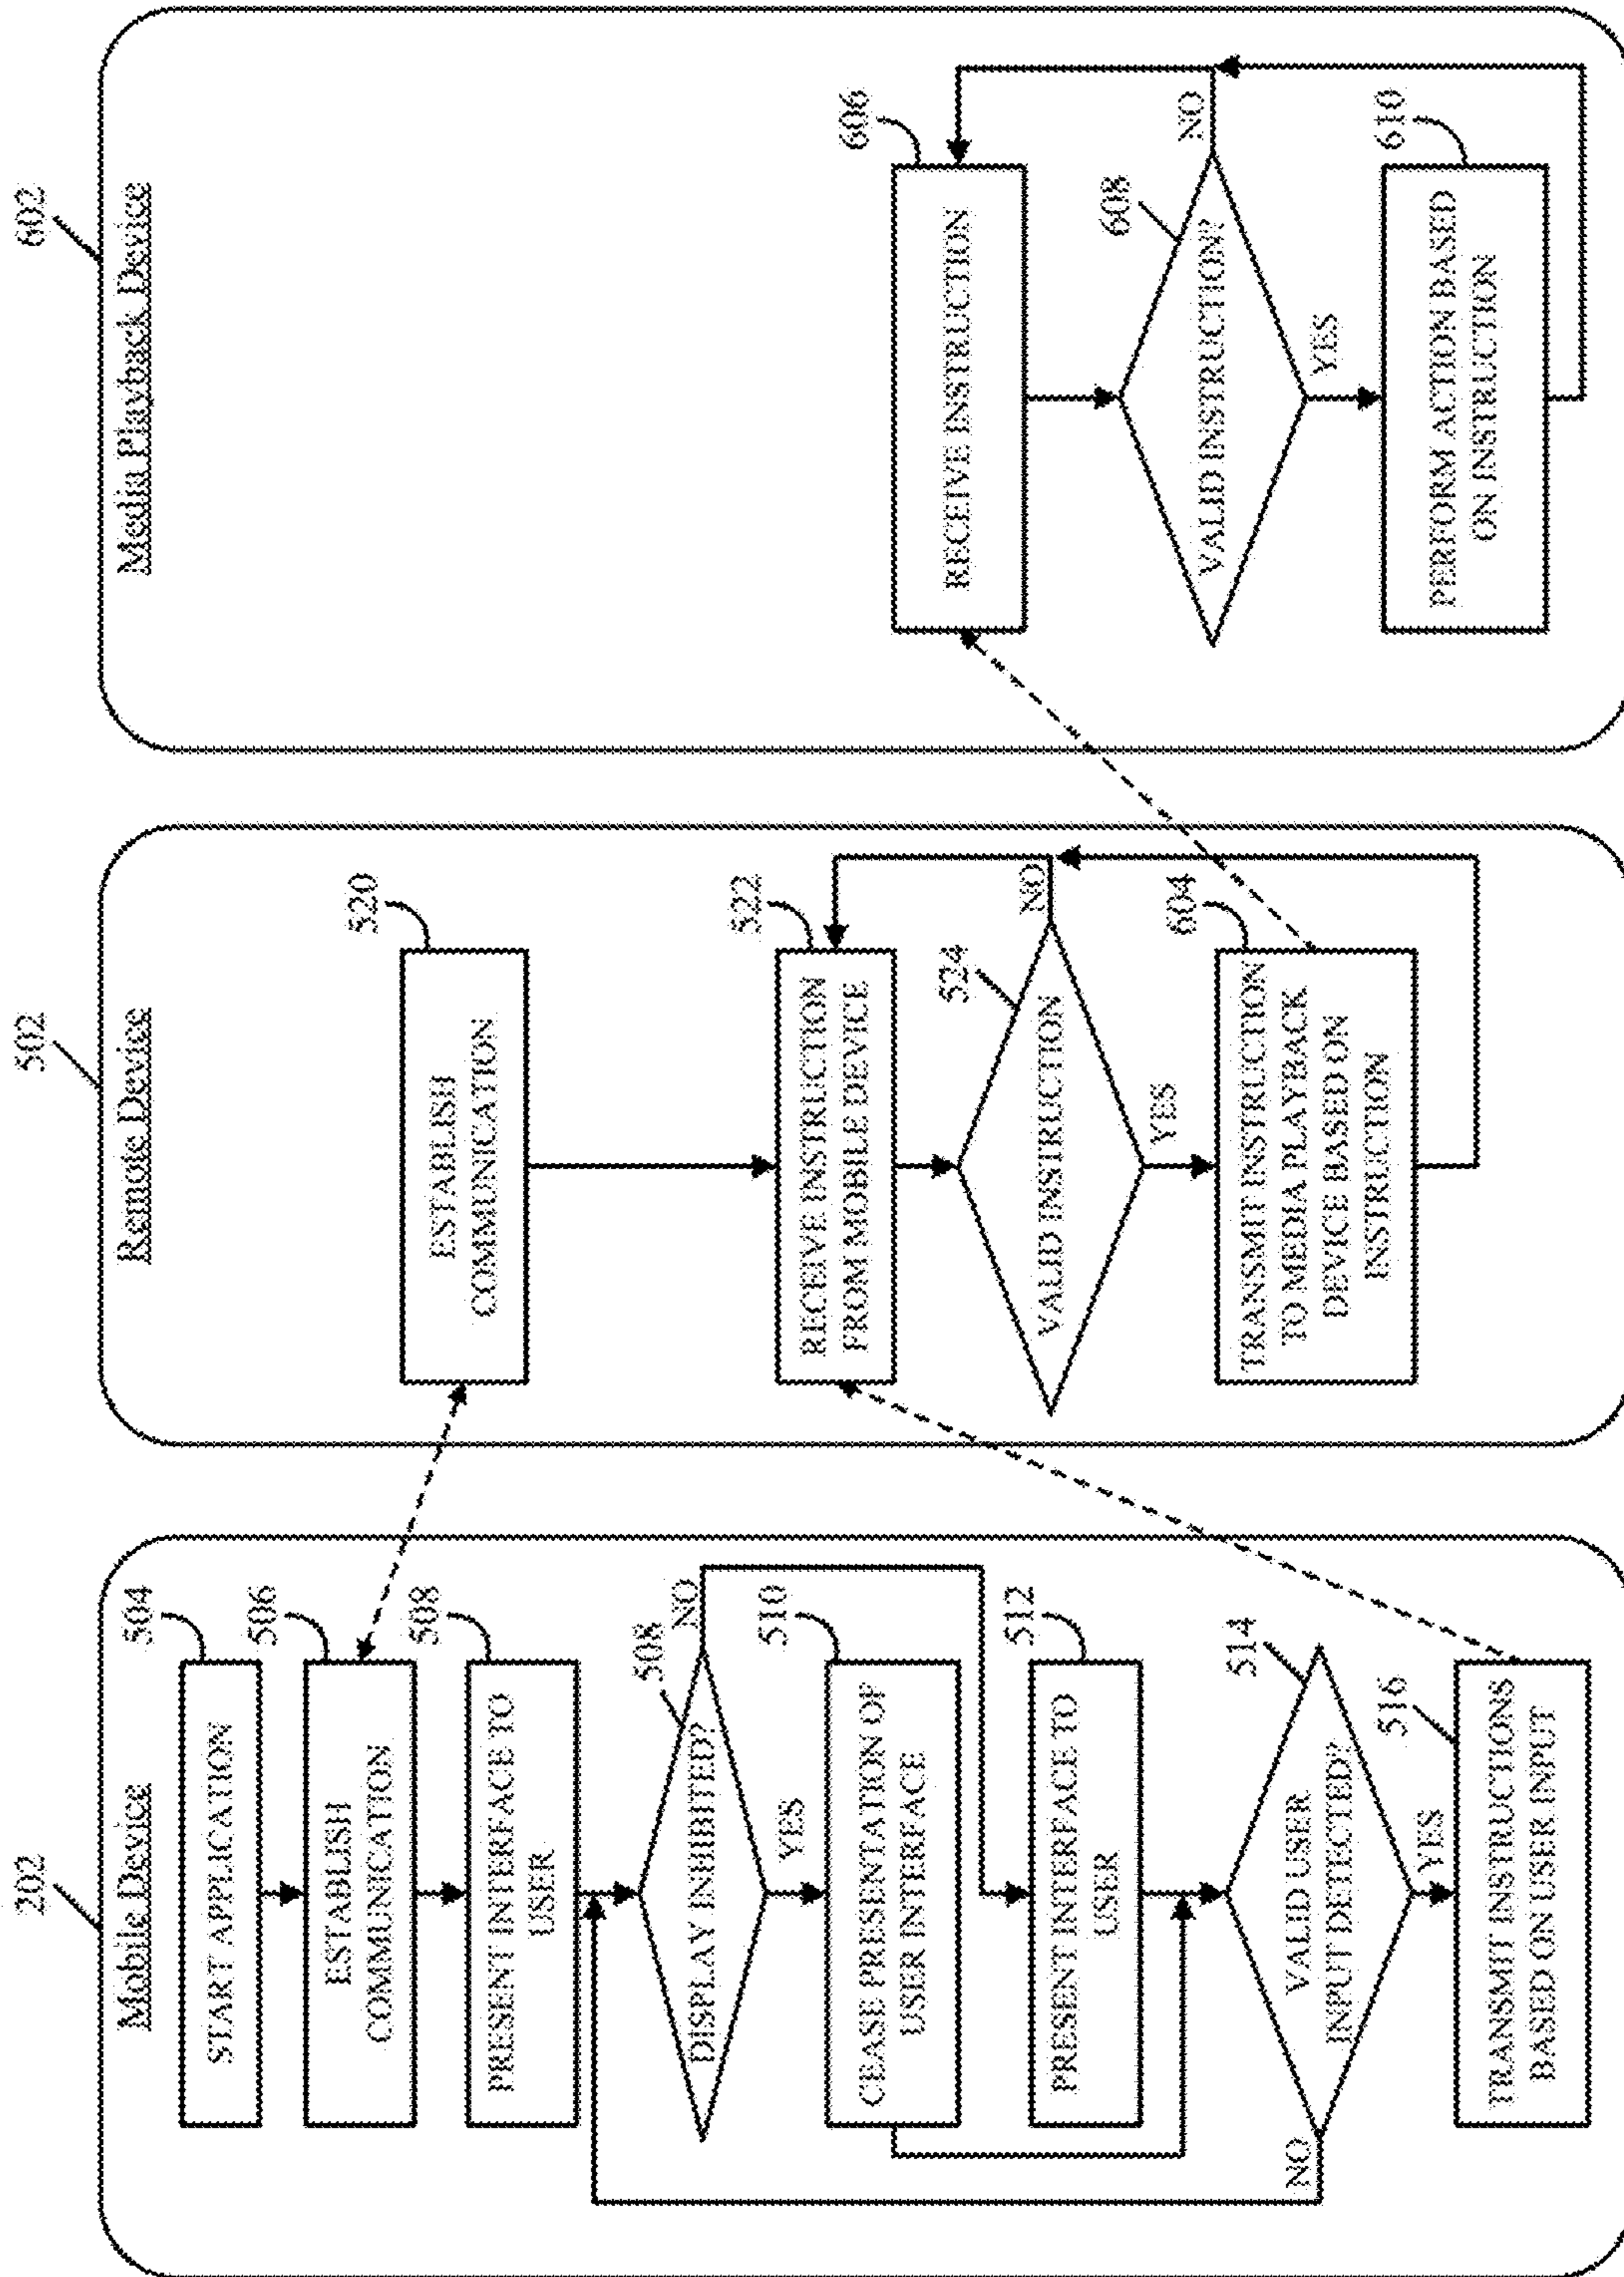 202
Mobile Device
504
START APPLICATION
506
ESTABLISH
COMMUNICATION
508
PRESENT INTERFACE TO
USER
508
DISPLAY INHIBITED?
NO
YES
510
CEASE PRESENTATION OF
USER INTERFACE
512
PRESENT INTERFACE TO
USER
514
VALID USER
INPUT DETECTED?
NO
YES
516
TRANSMIT INSTRUCTIONS
BASED ON USER INPUT
502
Remote Device
520
ESTABLISH
COMMUNICATION
522
RECEIVE INSTRUCTION
FROM MOBILE DEVICE
524
VALID INSTRUCTION
NO
YES
604
TRANSMIT INSTRUCTION
TO MEDIA PLAYBACK
DEVICE BASED ON
INSTRUCTION
602
Media Playback Device
606
RECEIVE INSTRUCTION
608
VALID INSTRUCTION?
NO
YES
610
PERFORM ACTION BASED
ON INSTRUCTION